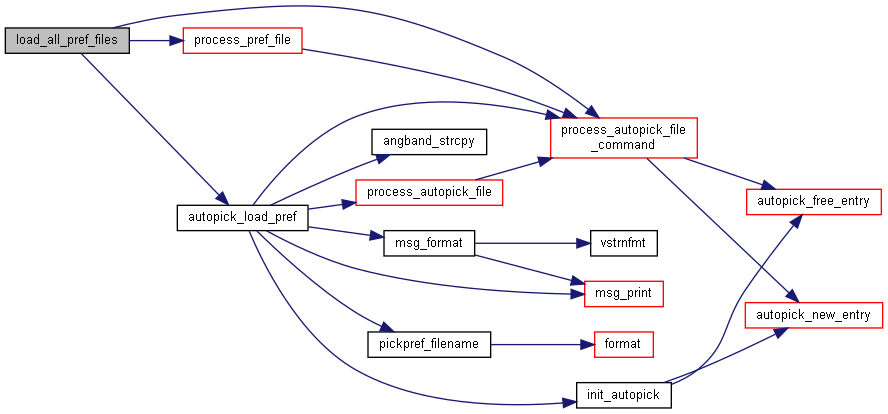 load_all_pref_files
process_pref_file
process_autopick_file
_command
angband_strcpy
process_autopick_file
autopick_free_entry
autopick_load_pref
msg_format
vstrnfmt
msg_print
autopick_new_entry
pickpref_filename
format
init_autopick